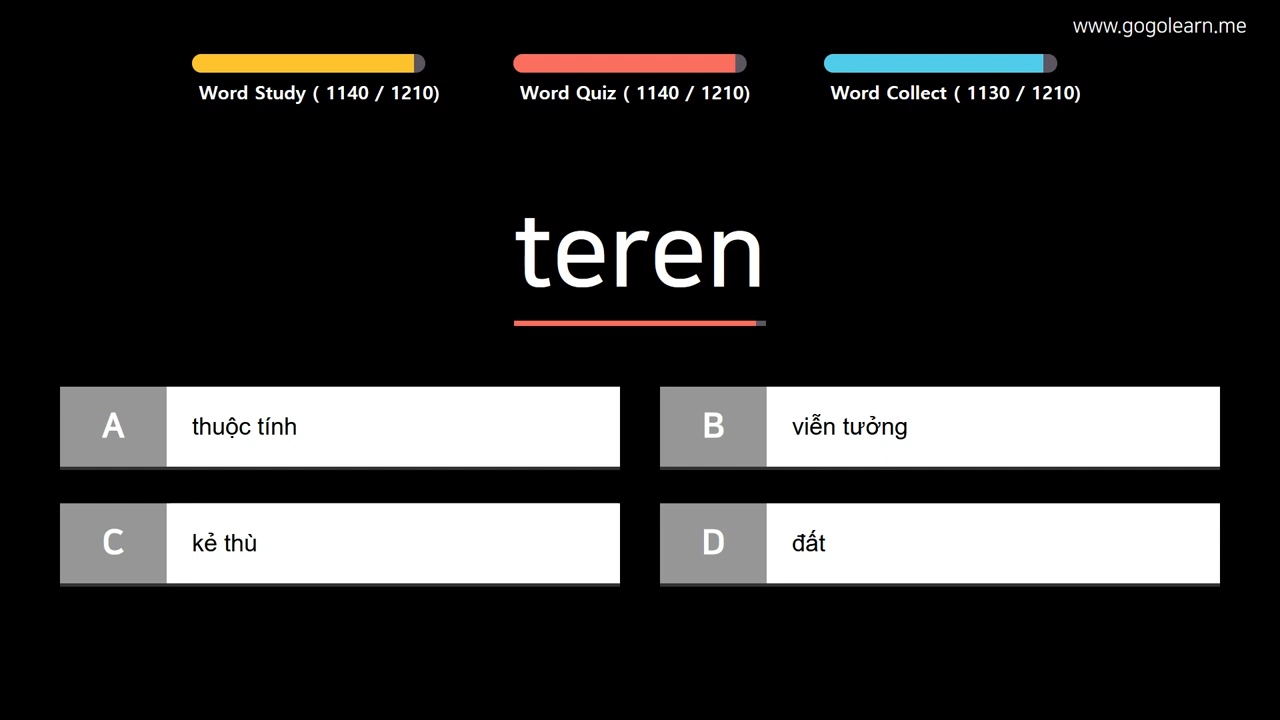 www.gogolearn.me
Word Study ( 1140 / 1210)
Word Quiz ( 1140 / 1210)
Word Collect ( 1130 / 1210)
teren
A thuộc tính
B viễn tưởng
C kẻ thù
D đất